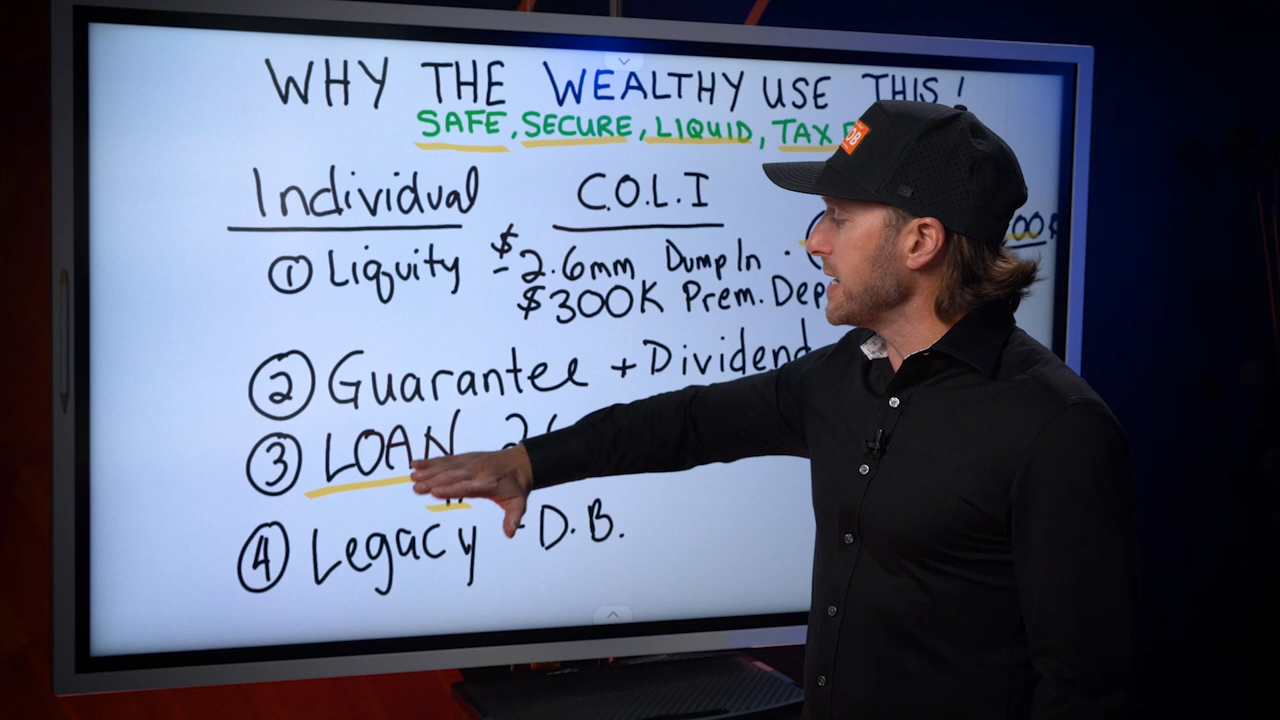 WHY THE WEALTHY USE THIS!
SAFE, SECURE, LIQUID, TAX
Individual C.O.L.I
① Liquity $2.6mm Dump In
$300K Prem. Dep
② Guarantee + Dividend
③ LOAN
④ Legacy - D.B.